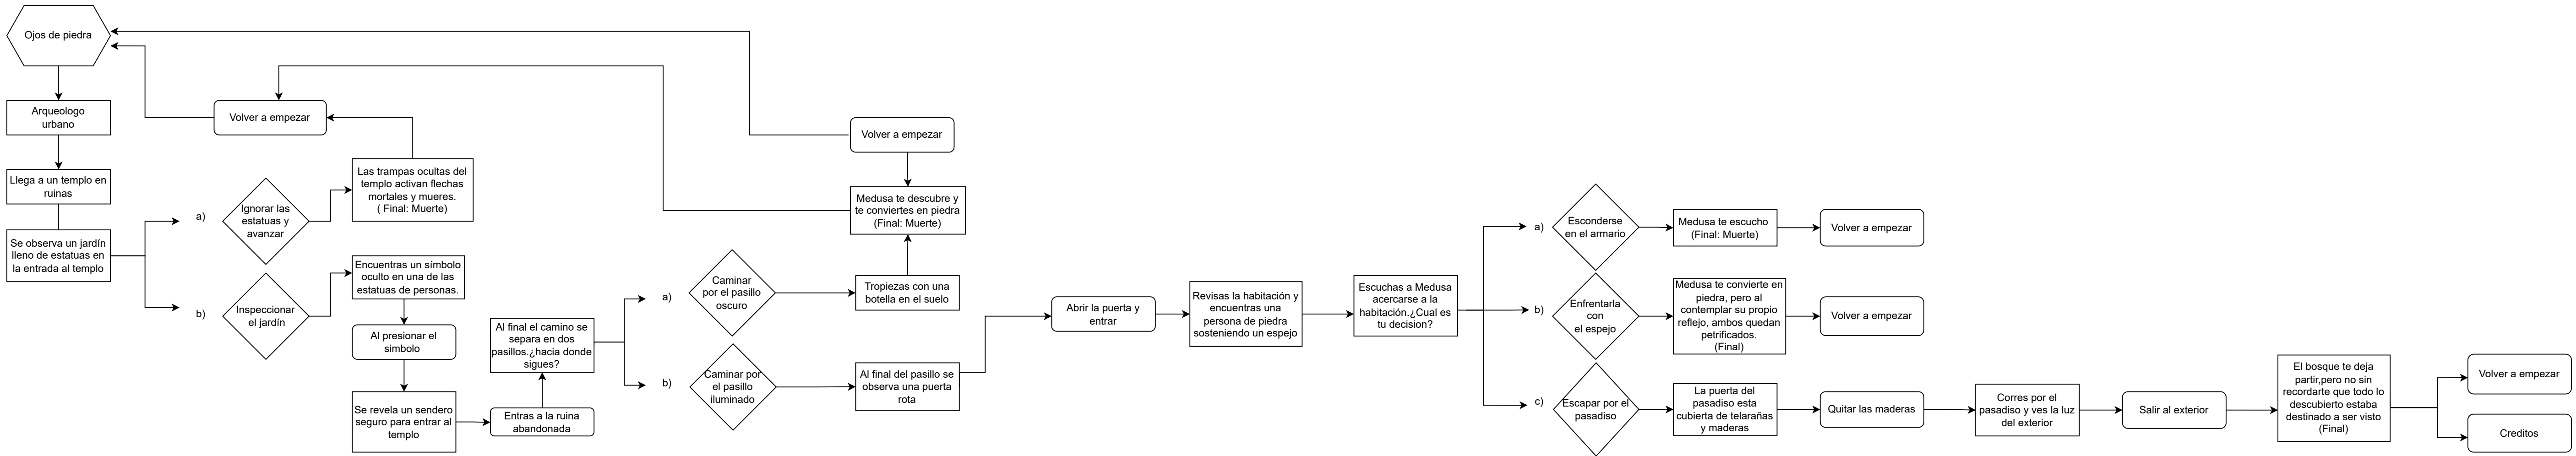 Ojos de piedra
Arqueologo
urbano
Llega a un templo en
ruinas
Se observa un jardín
lleno de estatuas en
la entrada al templo
a)
Ignorar las
estatuas y
avanzar
Las trampas ocultas del
templo activan flechas
mortales y mueres.
( Final: Muerte)
Volver a empezar
b)
Inspeccionar
el jardín
Encuentras un símbolo
oculto en una de las
estatuas de personas.
Al presionar el
simbolo
Se revela un sendero
seguro para entrar al
templo
Entras a la ruina
abandonada
Al final el camino se
separa en dos
pasillos.¿hacia donde
sigues?
a)
Caminar
por el pasillo
oscuro
Tropiezas con una
botella en el suelo
Medusa te descubre y
te conviertes en piedra
(Final: Muerte)
Volver a empezar
b)
Caminar por
el pasillo
iluminado
Al final del pasillo se
observa una puerta
rota
Abrir la puerta y
entrar
Revisas la habitación y
encuentras una
persona de piedra
sosteniendo un espejo
Escuchas a Medusa
acercarse a la
habitación.¿Cual es
tu decision?
a)
Esconderse
en el armario
Medusa te escucho
(Final: Muerte)
Volver a empezar
b)
Enfrentarla
con
el espejo
Medusa te convierte en
piedra, pero al
contemplar su propio
reflejo, ambos quedan
petrificados.
(Final)
Volver a empezar
c)
Escapar por el
pasadiso
La puerta del
pasadiso esta
cubierta de telarañas
y maderas
Quitar las maderas
Corres por el
pasadiso y ves la luz
del exterior
Salir al exterior
El bosque te deja
partir,pero no sin
recordarte que todo lo
descubierto estaba
destinado a ser visto
(Final)
Volver a empezar
Creditos